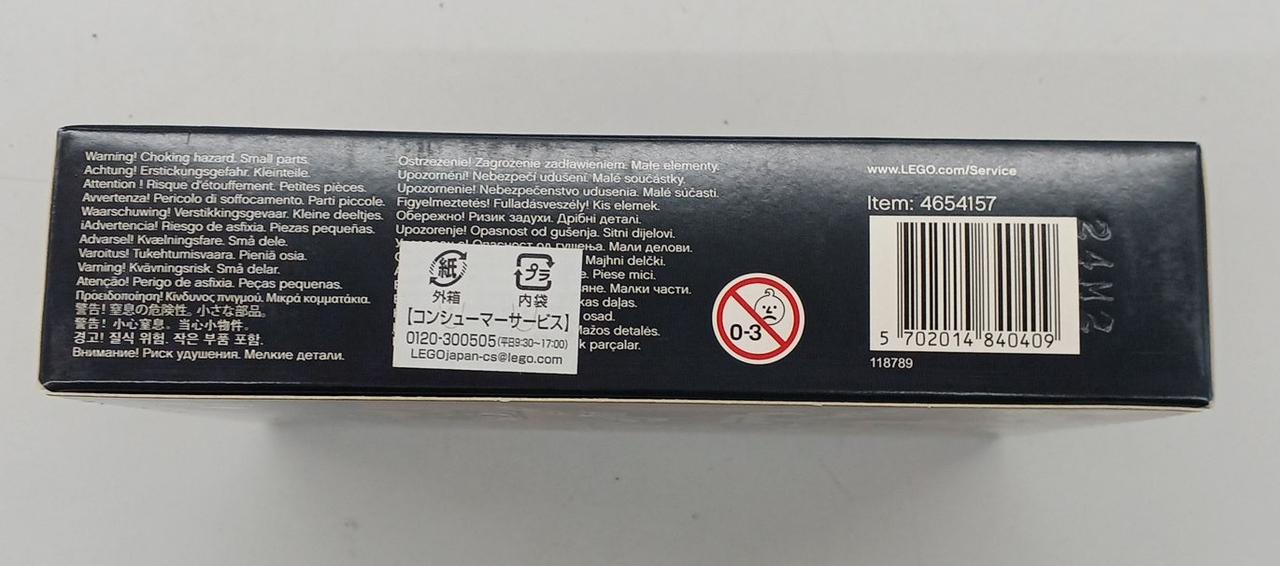 Warning! Choking hazard. Small parts.
Achtung! Erstickungsgefahr. Kleinteile.
Attention ! Risque d'étouffement. Petites pièces.
Avvertenza! Pericolo di soffocamento. Parti piccole.
Waarschuwing! Verstikkingsgevaar. Kleine deeltjes.
¡Advertencia! Riesgo de asfixia. Piezas pequeñas.
Advarsel! Kvælningsfare. Små dele.
Varoitus! Tukehtumisvaara. Pieniä osia.
Varning! Kvävningsrisk. Små delar.
Atenção! Perigo de asfixia. Peças pequenas.
Προειδοποίηση! Κίνδυνος πνιγμού. Μικρά κομματάκια.
警告! 窒息の危険性。小さな部品。
警告! 小心窒息。当心小物件。
경고! 질식 위험. 작은 부품 포함.
Внимание! Риск удушения. Мелкие детали.
Ostrzeżenie! Zagrożenie zadławieniem. Małe elementy.
Upozornění! Nebezpečí udušení. Malé součástky.
Upozornenie! Nebezpečenstvo udusenia. Malé súčasti.
Figyelmeztetés! Fulladásveszély! Kis elemek.
Обережно! Ризик задухи. Дрібні деталі.
Upozorenje! Opasnost od gušenja. Sitni dijelovi.
Опасност од гушења. Мали делови.
Majhni delčki.
Piese mici.
Малки части.
daļas.
osad.
Mažos detalės.
parçalar.
紙
外箱
プラ
内袋
【コンシューマーサービス】
0120-300505(平日9:30~17:00)
LEGOjapan-cs@lego.com
0-3
www.LEGO.com/Service
Item: 4654157
5 702014 840409
118789
24M2